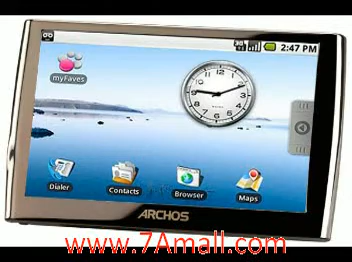 2:47 PM
myFaves
Dialer
Contacts
Browser
Maps
ARCHOS
www.7Amall.com